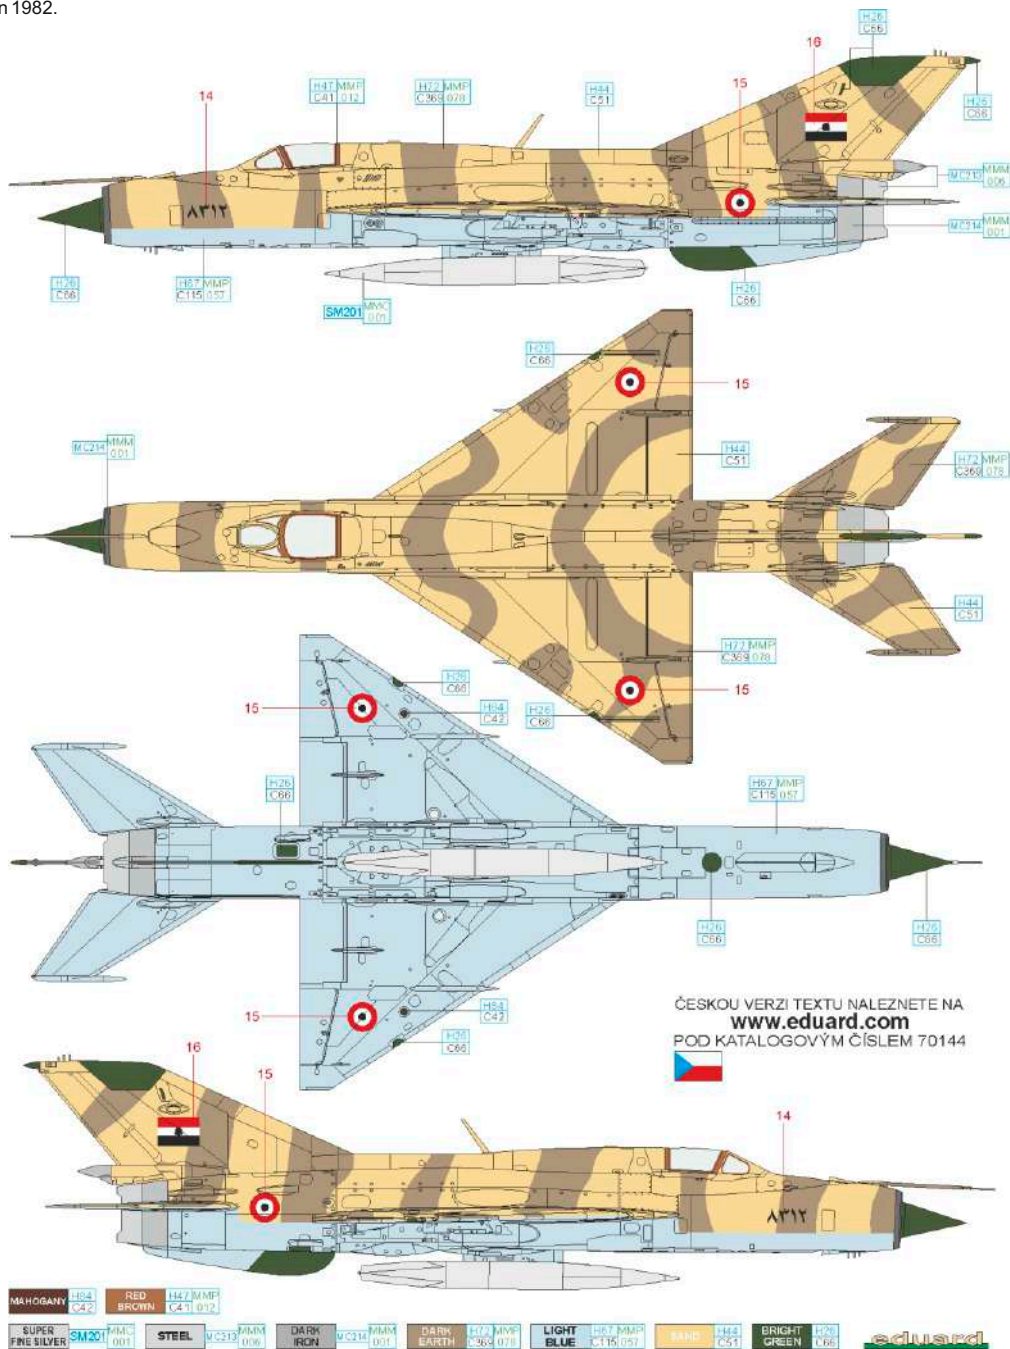 n 1982.
H26
C66
16
H47 MMP
C41 012
H72 MMP
C369 078
H44
C51
15
14
H26
C66
MC213 MMM
006
MC214 MMM
001
٨٣١٢
H26
C66
H67 MMP
C115 057
SM201 MMC
001
H26
C66
H26
C66
15
MC214 MMM
001
H44
C51
H72 MMP
C369 078
H44
C51
H72 MMP
C369 078
H26
C66
15
H26
C66
15
H84
C42
H26
C66
H67 MMP
C115 057
H26
C66
H26
C66
15
H84
C42
H26
C66
ČESKOU VERZI TEXTU NALEZNETE NA
www.eduard.com
POD KATALOGOVÝM ČÍSLEM 70144
16
15
14
٨٣١٢
MAHOGANY H84
C42
RED BROWN H47 MMP
C41 012
SUPER FINE SILVER SM201 MMC
001
STEEL MC213 MMM
006
DARK IRON MC214 MMM
001
DARK EARTH H72 MMP
C369 078
LIGHT BLUE H67 MMP
C115 057
SAND H44
C51
BRIGHT GREEN H26
C66
eduard